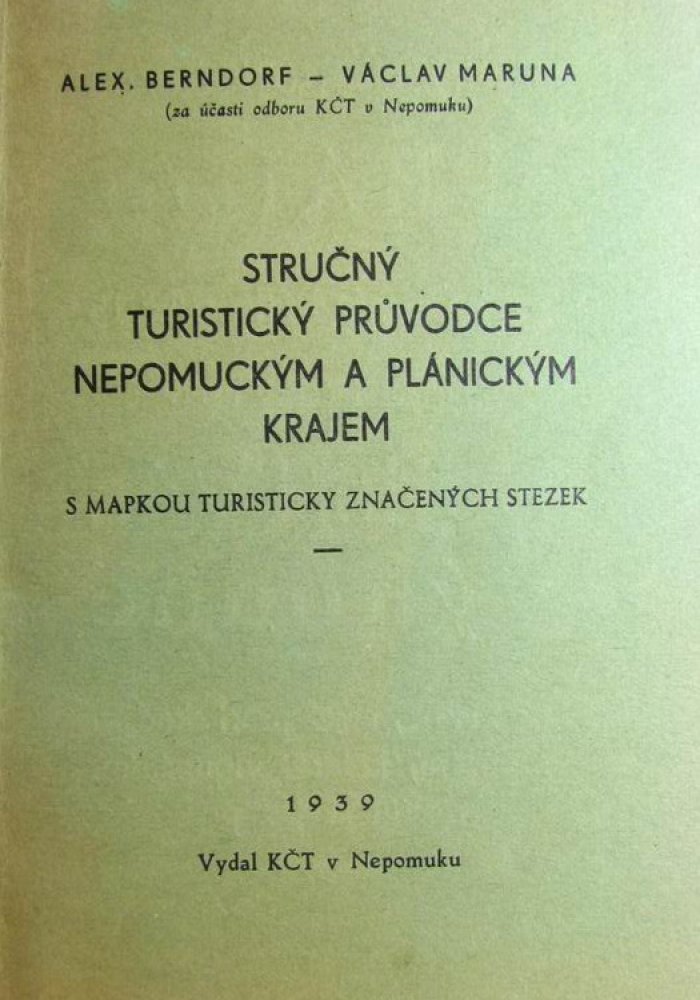 ALEX. BERNDORF – VÁCLAV MARUNA
(za účasti odboru KČT v Nepomuku)
STRUČNÝ
TURISTICKÝ PRŮVODCE
NEPOMUCKÝM A PLÁNICKÝM
KRAJEM
S MAPKOU TURISTICKY ZNAČENÝCH STEZEK
1939
Vydal KČT v Nepomuku